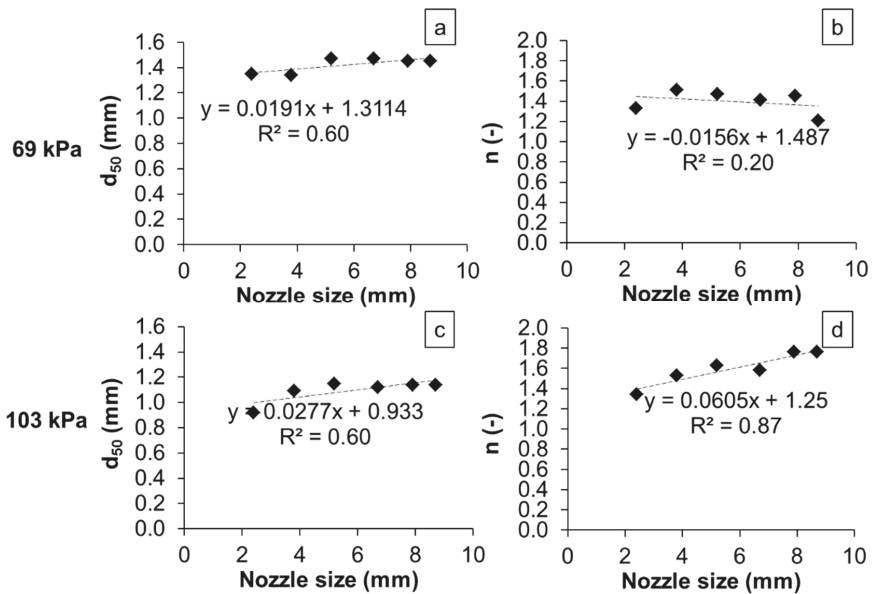 69 kPa
a
d₅₀ (mm)
1.6
1.4
1.2
1.0
0.8
0.6
0.4
0.2
0.0
y = 0.0191x + 1.3114
R² = 0.60
0 2 4 6 8 10
Nozzle size (mm)
b
n (-)
2.0
1.8
1.6
1.4
1.2
1.0
0.8
0.6
0.4
0.2
0.0
y = -0.0156x + 1.487
R² = 0.20
0 2 4 6 8 10
Nozzle size (mm)
103 kPa
c
d₅₀ (mm)
1.6
1.4
1.2
1.0
0.8
0.6
0.4
0.2
0.0
y = 0.0277x + 0.933
R² = 0.60
0 2 4 6 8 10
Nozzle size (mm)
d
n (-)
2.0
1.8
1.6
1.4
1.2
1.0
0.8
0.6
0.4
0.2
0.0
y = 0.0605x + 1.25
R² = 0.87
0 2 4 6 8 10
Nozzle size (mm)